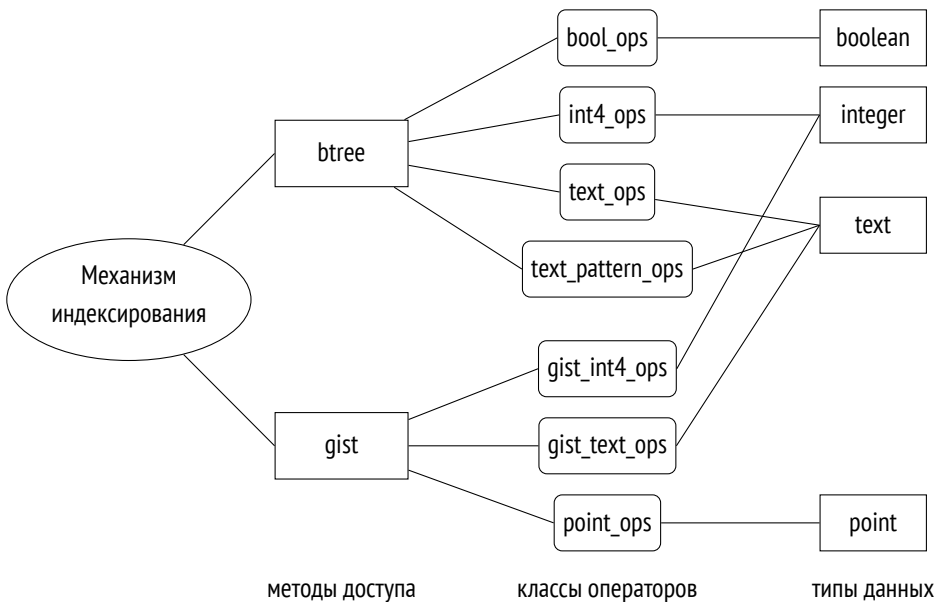 bool_ops
boolean
int4_ops
integer
btree
text_ops
text
text_pattern_ops
Механизм
индексирования
gist_int4_ops
gist
gist_text_ops
point_ops
point
методы доступа
классы операторов
типы данных